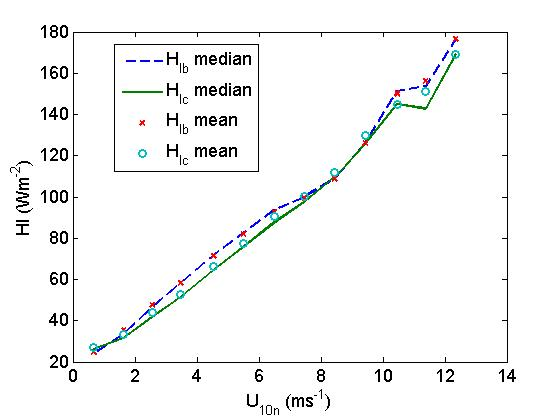 180
160
140
120
100
80
60
40
20
HI (Wm-2)
H_lb median
H_lc median
H_lb mean
H_lc mean
0 2 4 6 8 10 12 14
U_10n (ms-1)